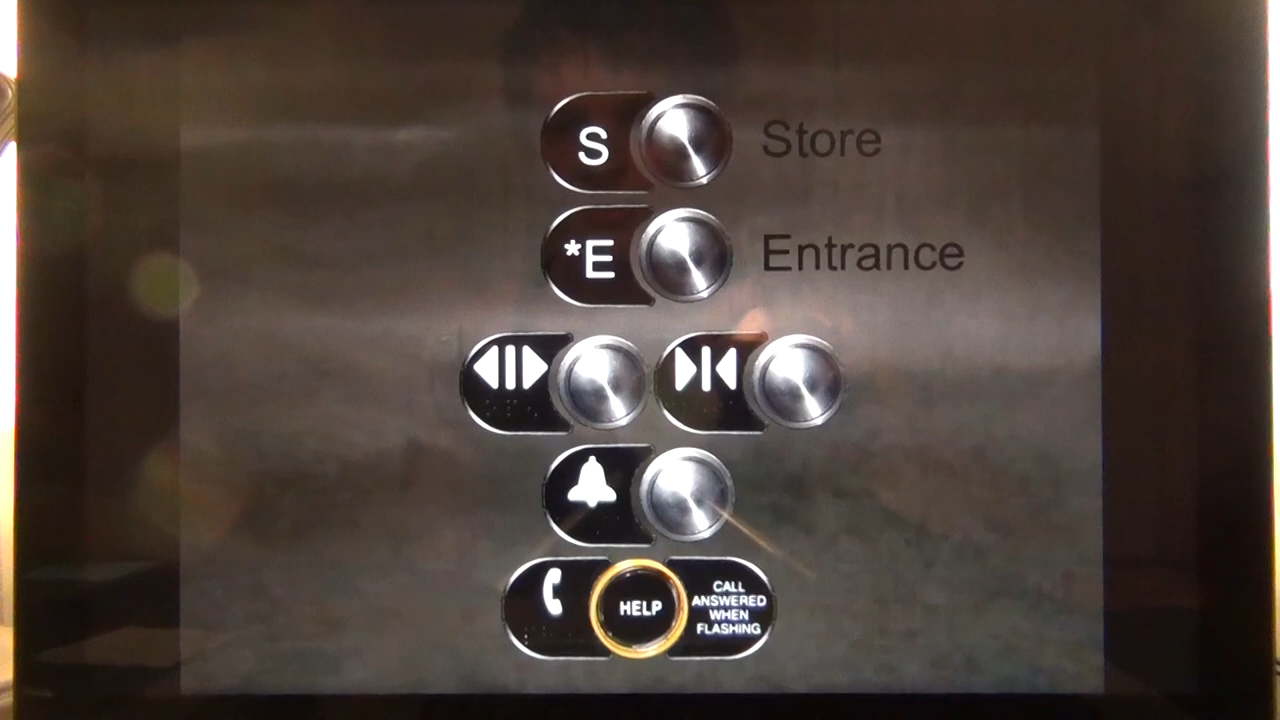 S Store
*E Entrance
HELP
CALL
ANSWERED
WHEN
FLASHING